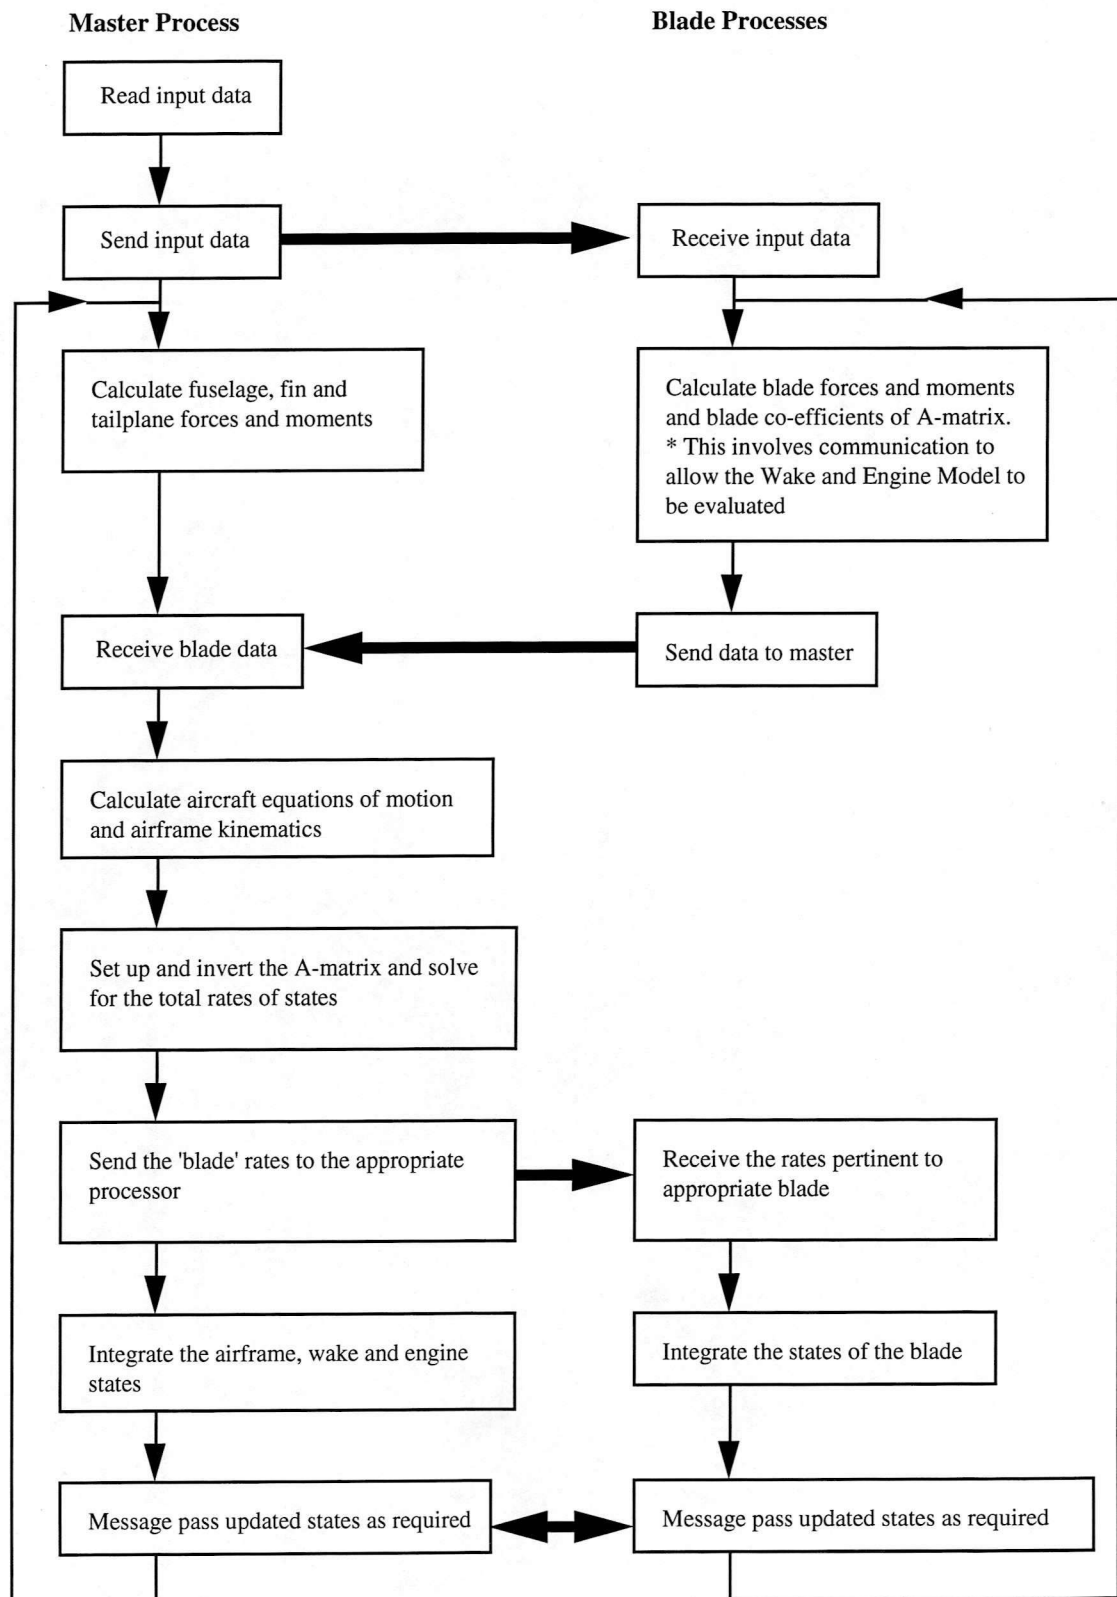 Master Process
Blade Processes
Read input data
Send input data
Receive input data
Calculate fuselage, fin and
tailplane forces and moments
Calculate blade forces and moments
and blade co-efficients of A-matrix.
* This involves communication to
allow the Wake and Engine Model to
be evaluated
Receive blade data
Send data to master
Calculate aircraft equations of motion
and airframe kinematics
Set up and invert the A-matrix and solve
for the total rates of states
Send the 'blade' rates to the appropriate
processor
Receive the rates pertinent to
appropriate blade
Integrate the airframe, wake and engine
states
Integrate the states of the blade
Message pass updated states as required
Message pass updated states as required